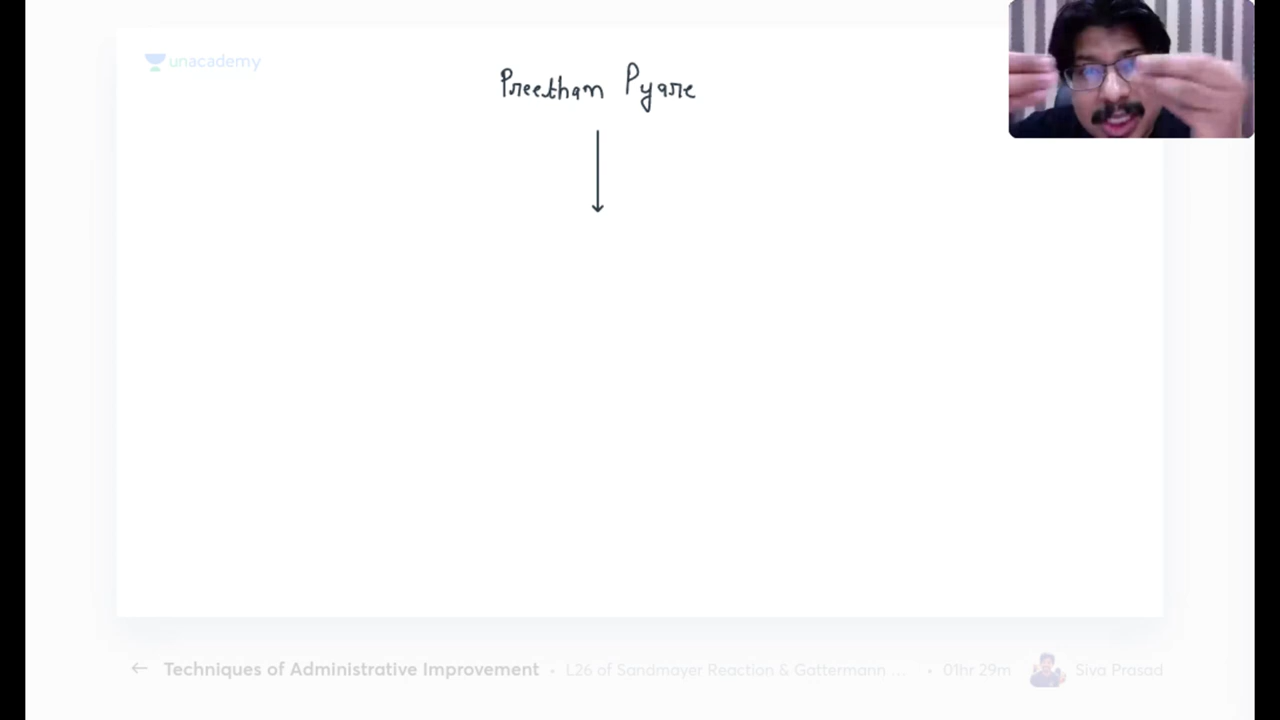 unacademy
Preetham Pyare
← Techniques of Administrative Improvement • L26 of Sandmayer Reaction & Gattermann ... • 01hr 29m Siva Prasad